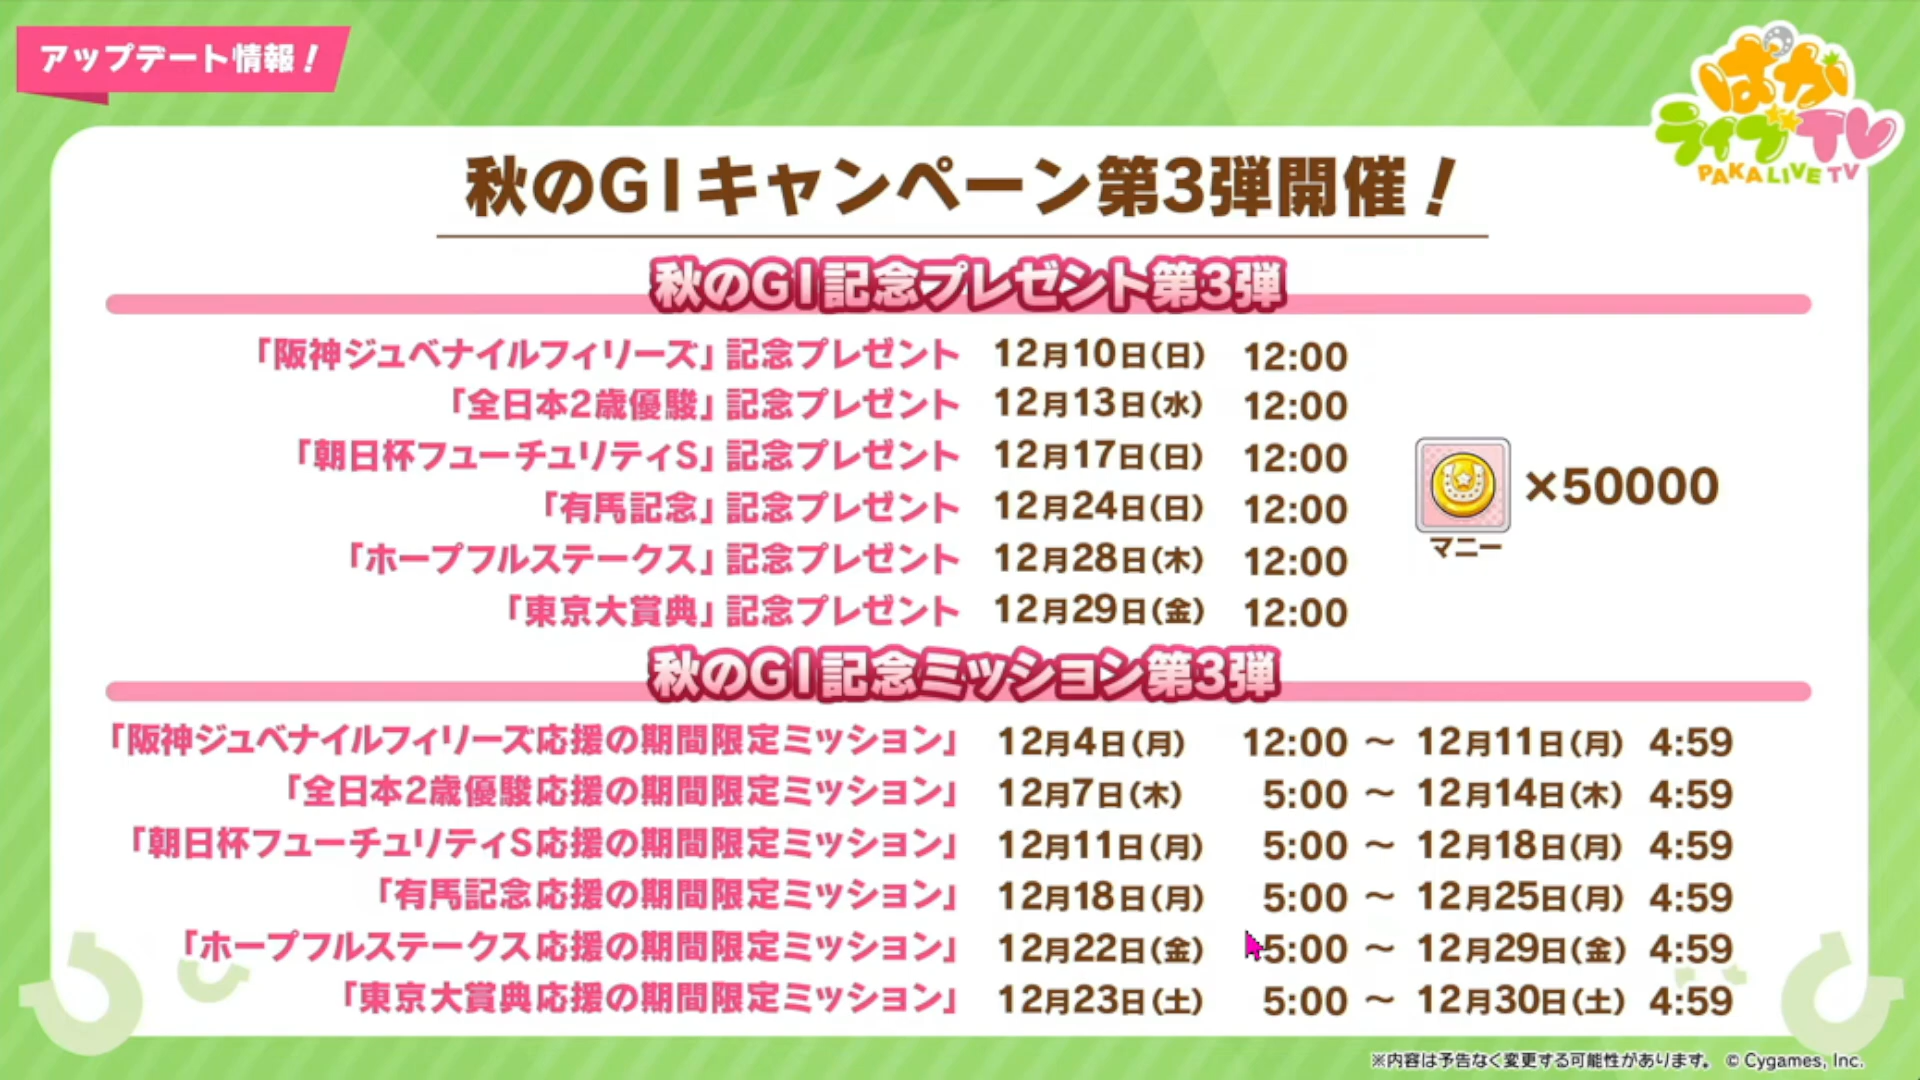 アップデート情報！
ぱか
ライブTV
PAKALIVE TV
秋のGⅠキャンペーン第3弾開催！
秋のGⅠ記念プレゼント第3弾
「阪神ジュベナイルフィリーズ」記念プレゼント 12月10日(日) 12:00
「全日本2歳優駿」記念プレゼント 12月13日(水) 12:00
「朝日杯フューチュリティS」記念プレゼント 12月17日(日) 12:00
「有馬記念」記念プレゼント 12月24日(日) 12:00
「ホープフルステークス」記念プレゼント 12月28日(木) 12:00
「東京大賞典」記念プレゼント 12月29日(金) 12:00
×50000
マニー
秋のGⅠ記念ミッション第3弾
「阪神ジュベナイルフィリーズ応援の期間限定ミッション」 12月4日(月) 12:00 ～ 12月11日(月) 4:59
「全日本2歳優駿応援の期間限定ミッション」 12月7日(木) 5:00 ～ 12月14日(木) 4:59
「朝日杯フューチュリティS応援の期間限定ミッション」 12月11日(月) 5:00 ～ 12月18日(月) 4:59
「有馬記念応援の期間限定ミッション」 12月18日(月) 5:00 ～ 12月25日(月) 4:59
「ホープフルステークス応援の期間限定ミッション」 12月22日(金) 5:00 ～ 12月29日(金) 4:59
「東京大賞典応援の期間限定ミッション」 12月23日(土) 5:00 ～ 12月30日(土) 4:59
※内容は予告なく変更する可能性があります。 © Cygames, Inc.